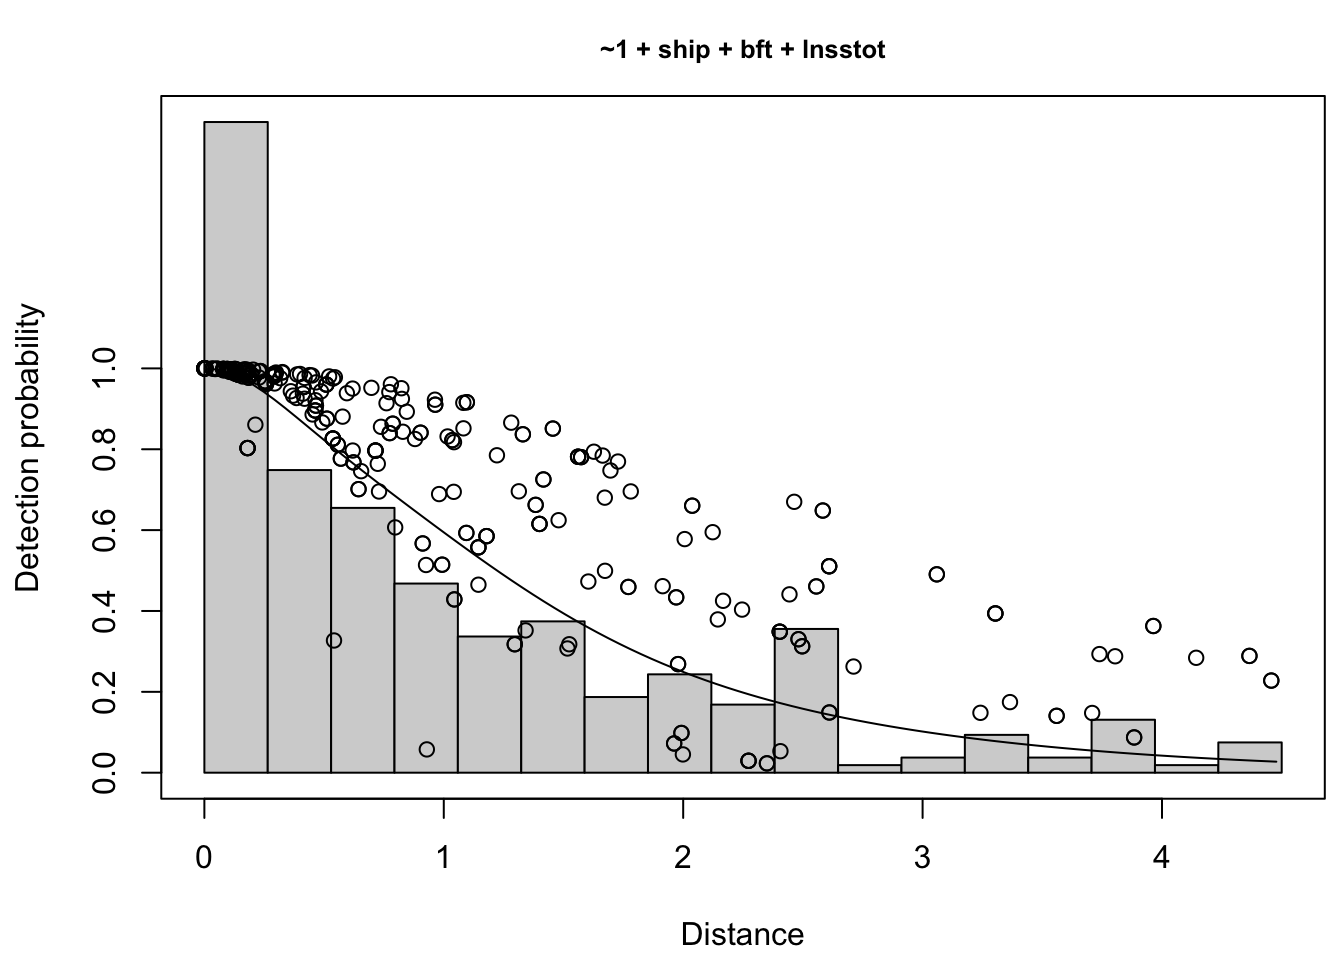 ~1 + ship + bft + lnsstot
Detection probability
1.0
0.8
0.6
0.4
0.2
0.0
0 1 2 3 4
Distance